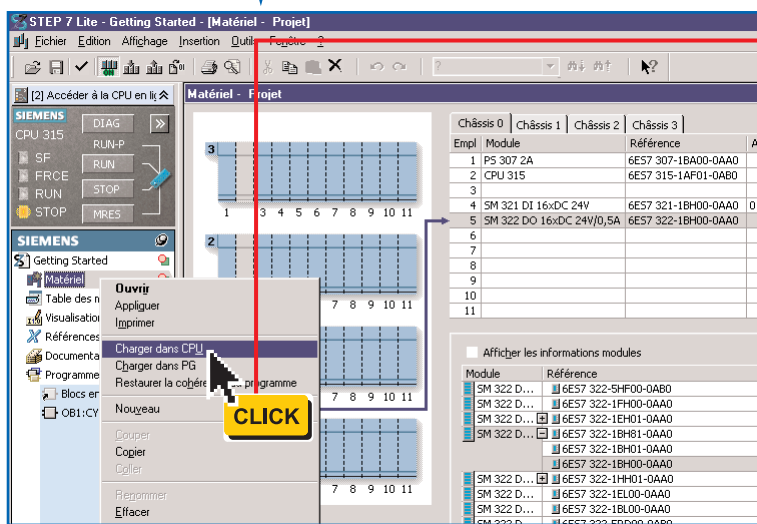 STEP 7 Lite - Getting Started - [Matériel - Projet]
Fichier Edition Affichage Insertion Outils Fenêtre ?
?
[2] Accéder à la CPU en lig
Matériel - Projet
SIEMENS
CPU 315
DIAG
RUN-P
SF
RUN
FRCE
RUN
STOP
STOP
MRES
SIEMENS
Getting Started
Matériel
Table des n
Visualisation
Références
Documenta
Programme
Blocs er
OB1:CY
Ouvrir
Appliquer
Imprimer
Charger dans CPU
Charger dans PG
Restaurer la programme
Nouveau
Couper
Copier
Coller
Renommer
Effacer
CLICK
3
1 3 4 5 6 7 8 9 10 11
2
7 8 9 10 11
7 8 9 10 11
7 8 9 10 11
Châssis 0 Châssis 1 Châssis 2 Châssis 3
Empl Module Référence A
1 PS 307 2A 6ES7 307-1BA00-0AA0
2 CPU 315 6ES7 315-1AF01-0AB0
3
4 SM 321 DI 16xDC 24V 6ES7 321-1BH00-0AA0 0
5 SM 322 DO 16xDC 24V/0,5A 6ES7 322-1BH00-0AA0
6
7
8
9
10
11
Afficher les informations modules
Module Référence
SM 322 D... 6ES7 322-5HF00-0AB0
SM 322 D... 6ES7 322-1FH00-0AA0
SM 322 D... 6ES7 322-1EH01-0AA0
SM 322 D... 6ES7 322-1BH81-0AA0
6ES7 322-1BH01-0AA0
6ES7 322-1BH00-0AA0
SM 322 D... 6ES7 322-1HH01-0AA0
SM 322 D... 6ES7 322-1EL00-0AA0
SM 322 D... 6ES7 322-1BL00-0AA0